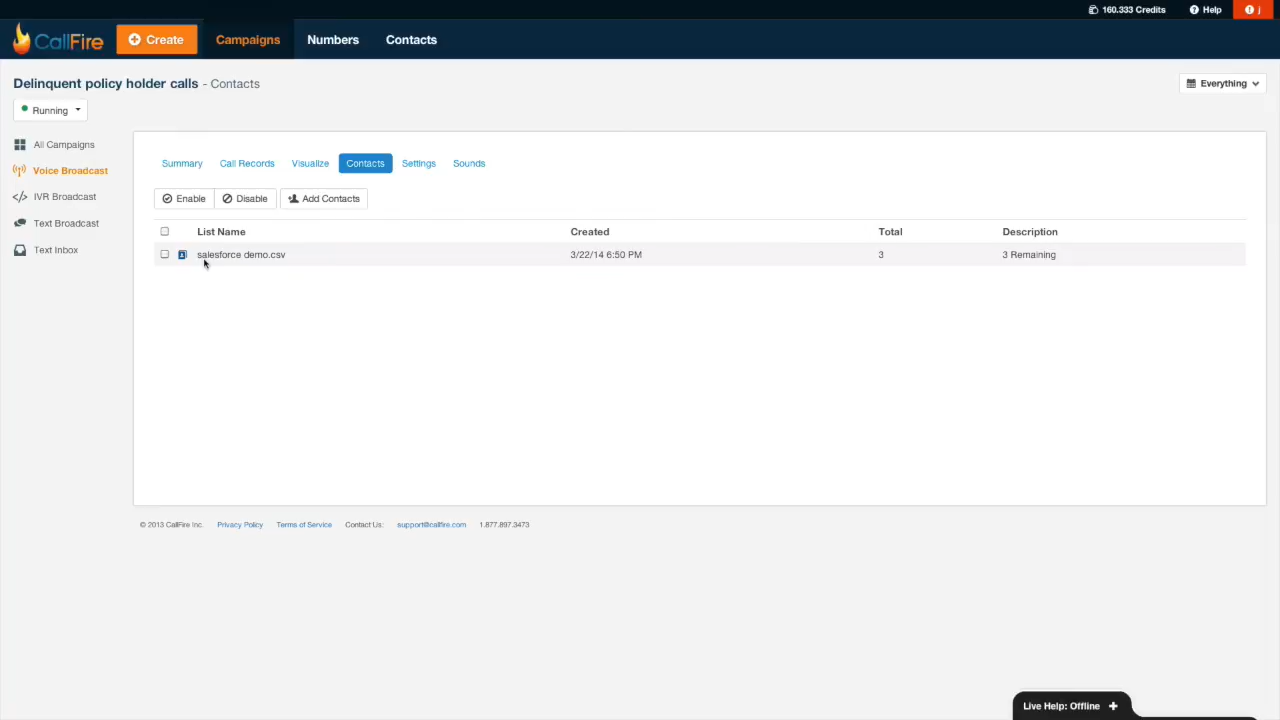 160.333 Credits Help j
CallFire Create Campaigns Numbers Contacts
Delinquent policy holder calls - Contacts
Everything
Running
All Campaigns
Voice Broadcast
IVR Broadcast
Text Broadcast
Text Inbox
Summary Call Records Visualize Contacts Settings Sounds
Enable Disable Add Contacts
List Name Created Total Description
salesforce demo.csv 3/22/14 6:50 PM 3 3 Remaining
© 2013 CallFire Inc. Privacy Policy Terms of Service Contact Us: support@callfire.com 1.877.897.3473
Live Help: Offline